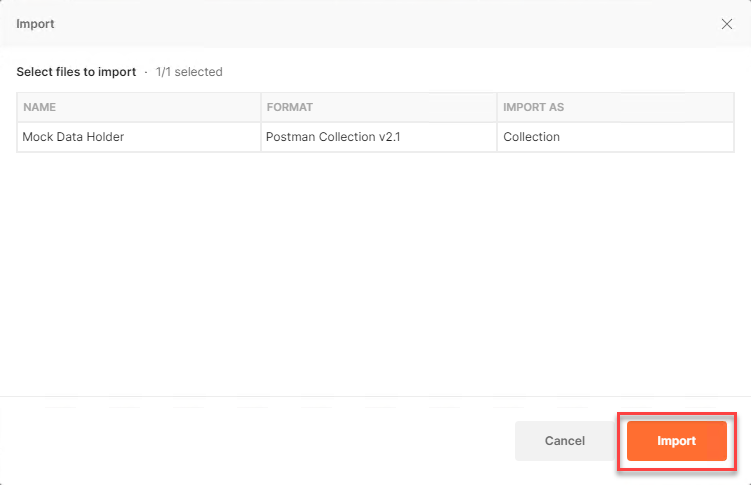 Import
Select files to import · 1/1 selected
NAME FORMAT IMPORT AS
Mock Data Holder Postman Collection v2.1 Collection
Cancel Import